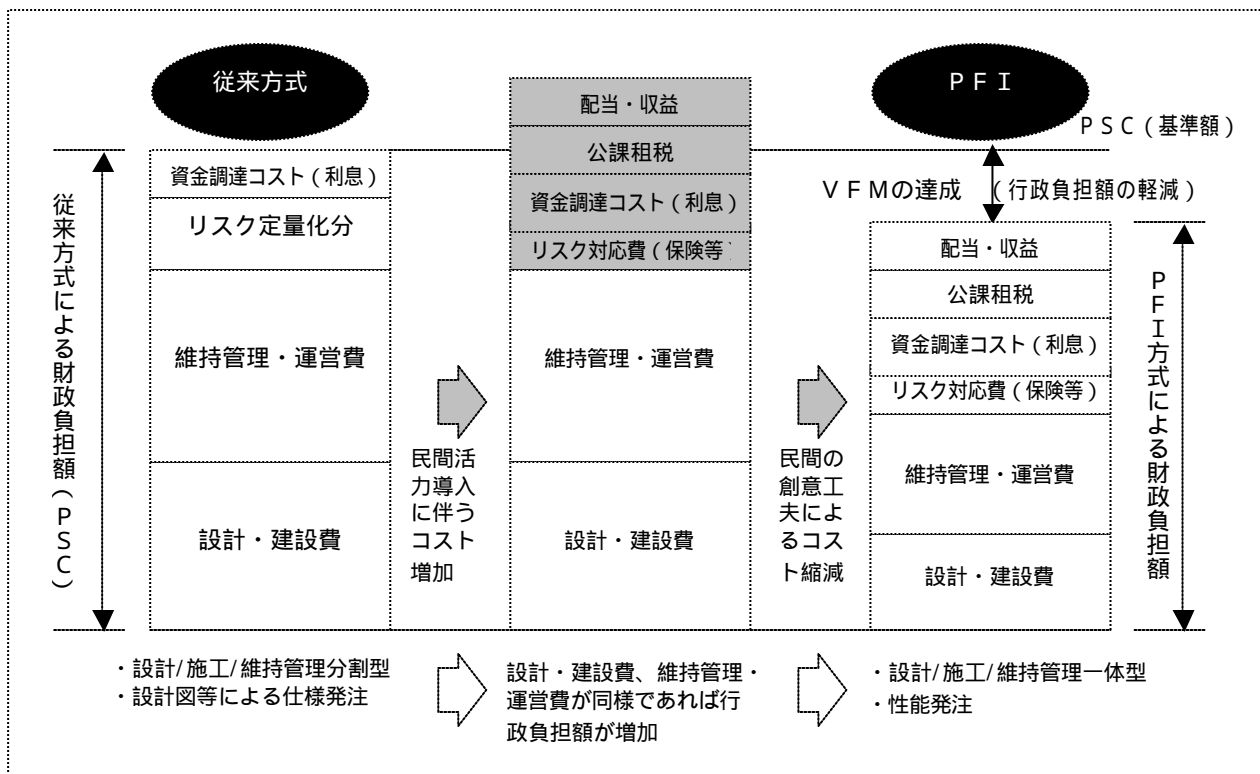 従来方式
配当・収益
公課租税
資金調達コスト（利息）
リスク対応費（保険等）
維持管理・運営費
設計・建設費
ＰＦＩ
ＰＳＣ（基準額）
ＶＦＭの達成　（行政負担額の軽減）
従来方式による財政負担額（ＰＳＣ）
資金調達コスト（利息）
リスク定量化分
維持管理・運営費
設計・建設費
民間活
力導入
に伴う
コスト
増加
民間の
創意工
夫によ
るコス
ト縮減
配当・収益
公課租税
資金調達コスト（利息）
リスク対応費（保険等）
維持管理・運営費
設計・建設費
ＰＦＩ方式による財政負担額
・設計/施工/維持管理分割型
・設計図等による仕様発注
設計・建設費、維持管理・
運営費が同様であれば行
政負担額が増加
・設計/施工/維持管理一体型
・性能発注